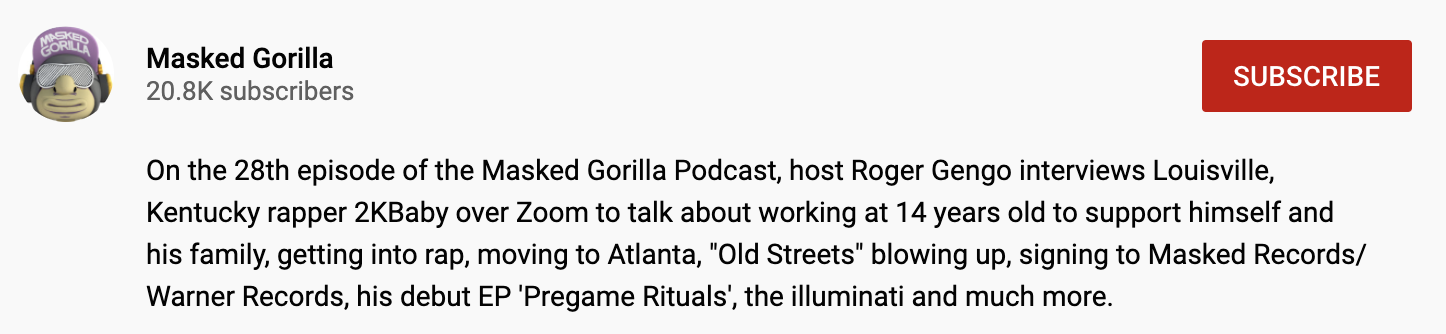 MASKED
GORILLA
Masked Gorilla
20.8K subscribers
SUBSCRIBE
On the 28th episode of the Masked Gorilla Podcast, host Roger Gengo interviews Louisville,
Kentucky rapper 2KBaby over Zoom to talk about working at 14 years old to support himself and
his family, getting into rap, moving to Atlanta, "Old Streets" blowing up, signing to Masked Records/
Warner Records, his debut EP 'Pregame Rituals', the illuminati and much more.